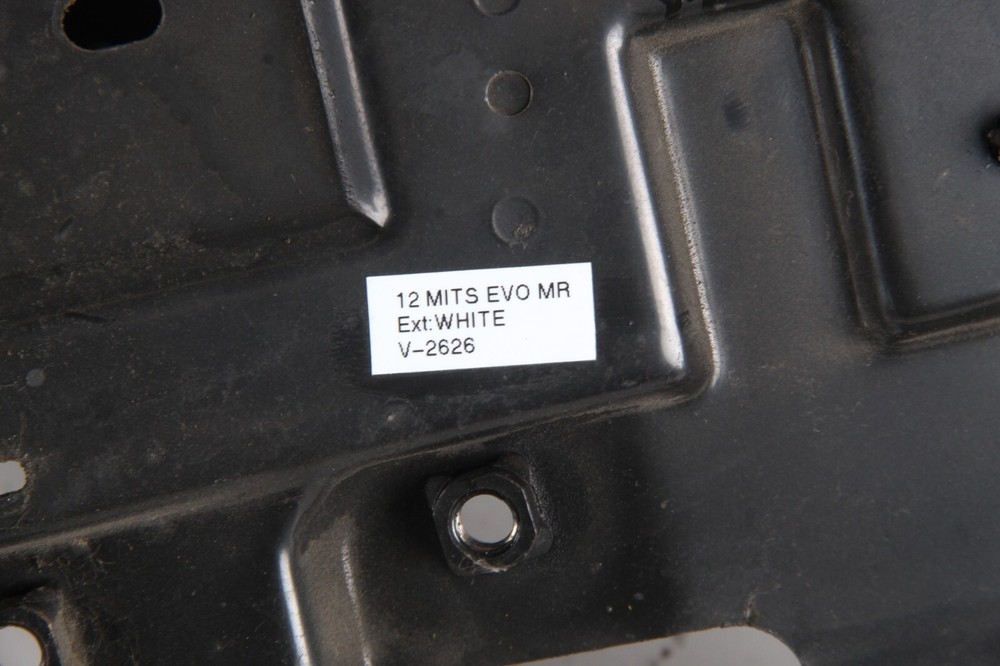 12 MITS EVO MR
Ext:WHITE
V-2626